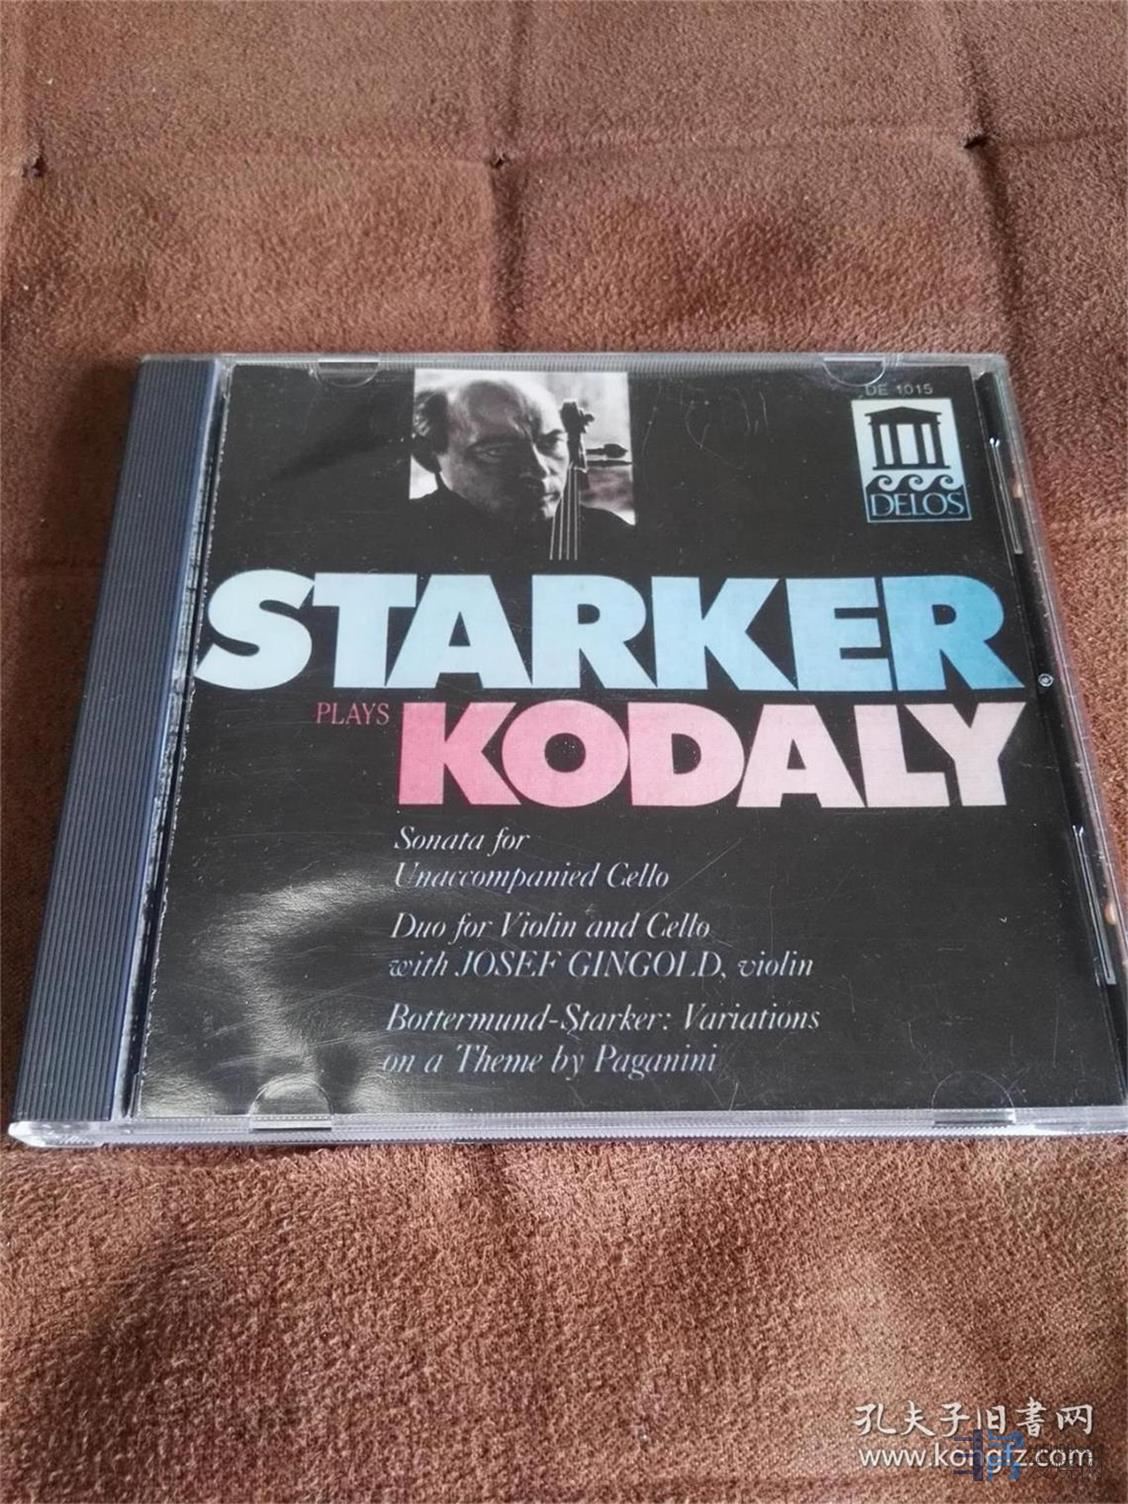 DE 1015
DELOS
STARKER
PLAYS KODALY
Sonata for
Unaccompanied Cello
Duo for Violin and Cello
with JOSEF GINGOLD, violin
Bottermund-Starker: Variations
on a Theme by Paganini
孔夫子旧書网
www.kongfz.com